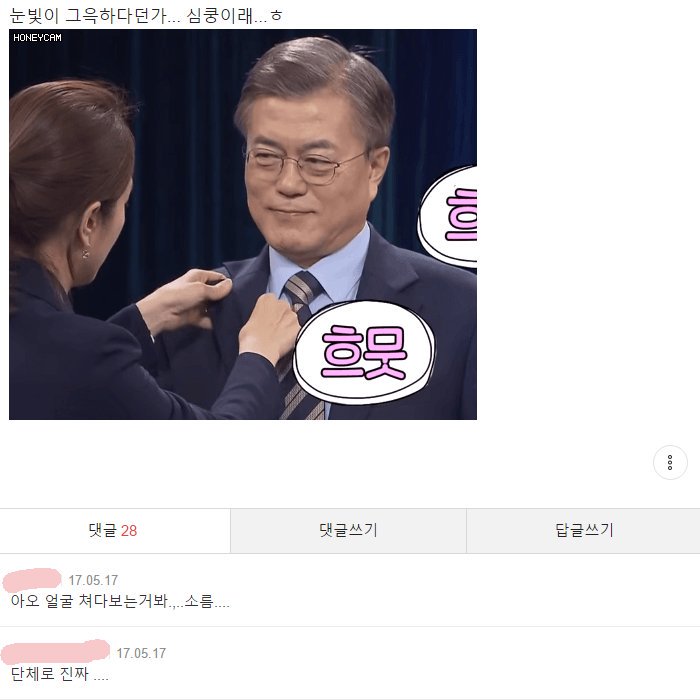 눈빛이 그윽하다던가... 심쿵이래...ㅎ
HONEYCAM
흐
흐뭇
댓글 28
댓글쓰기
답글쓰기
17.05.17
아오 얼굴 쳐다보는거봐.,..소름....
17.05.17
단체로 진짜 ....